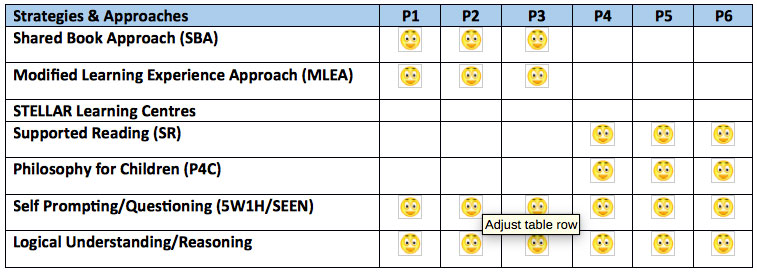 Strategies & Approaches P1 P2 P3 P4 P5 P6
Shared Book Approach (SBA)
Modified Learning Experience Approach (MLEA)
STELLAR Learning Centres
Supported Reading (SR)
Philosophy for Children (P4C)
Self Prompting/Questioning (5W1H/SEEN)
Adjust table row
Logical Understanding/Reasoning